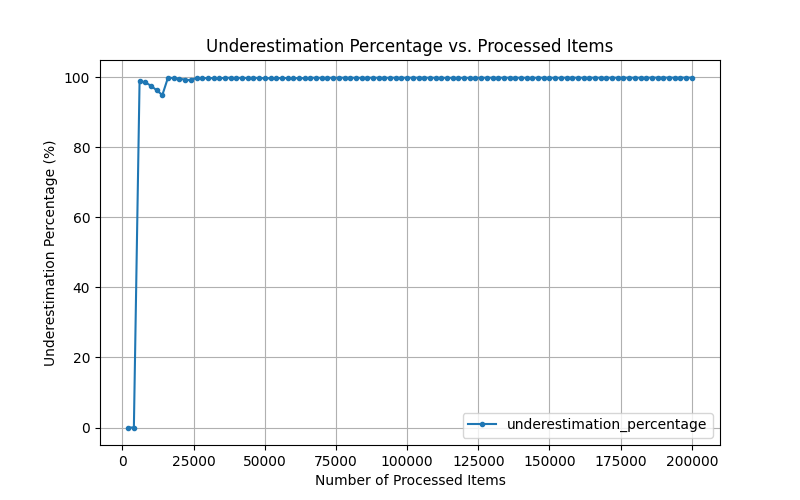 Underestimation Percentage vs. Processed Items
Underestimation Percentage (%)
100
80
60
40
20
0
underestimation_percentage
0 25000 50000 75000 100000 125000 150000 175000 200000
Number of Processed Items